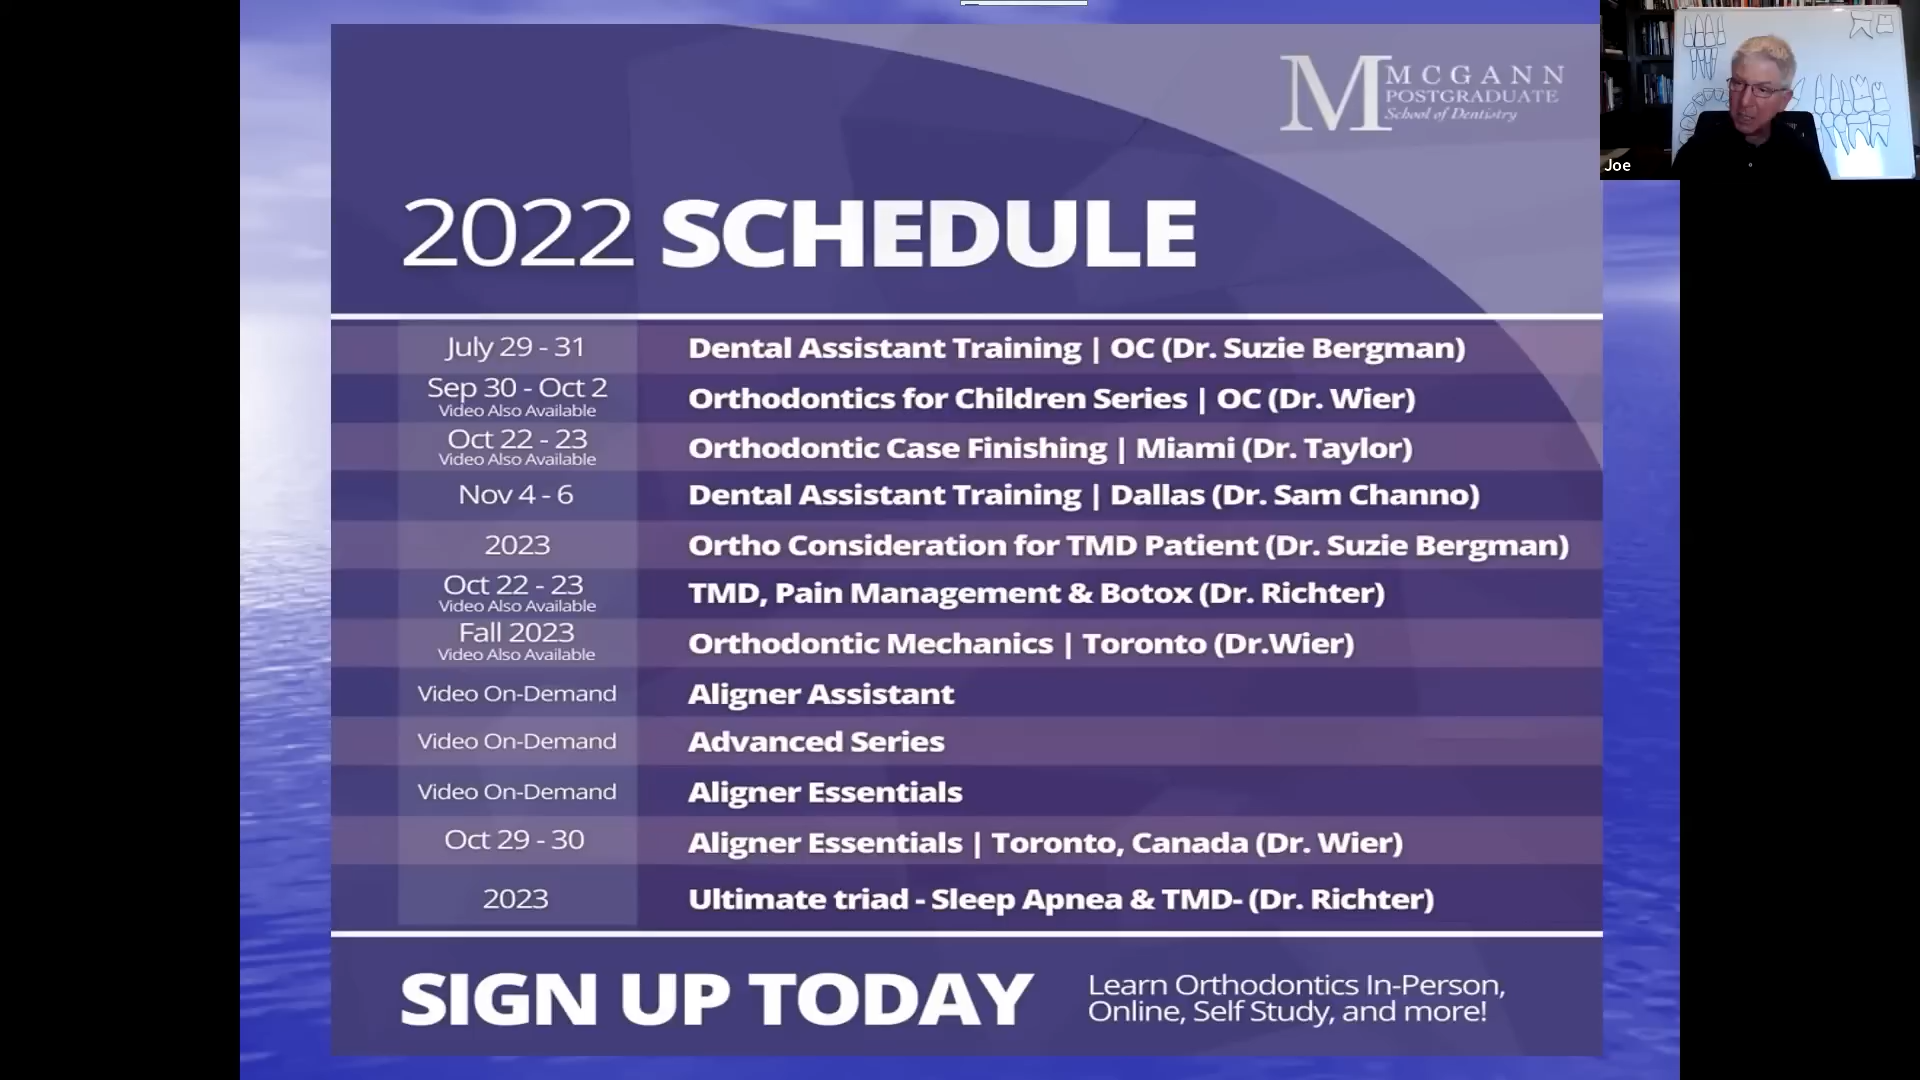 MCGANN
POSTGRADUATE
School of Dentistry
Joe
2022 SCHEDULE
July 29 - 31 Dental Assistant Training | OC (Dr. Suzie Bergman)
Sep 30 - Oct 2 Orthodontics for Children Series | OC (Dr. Wier)
Video Also Available
Oct 22 - 23 Orthodontic Case Finishing | Miami (Dr. Taylor)
Video Also Available
Nov 4 - 6 Dental Assistant Training | Dallas (Dr. Sam Channo)
2023 Ortho Consideration for TMD Patient (Dr. Suzie Bergman)
Oct 22 - 23 TMD, Pain Management & Botox (Dr. Richter)
Video Also Available
Fall 2023 Orthodontic Mechanics | Toronto (Dr.Wier)
Video Also Available
Video On-Demand Aligner Assistant
Video On-Demand Advanced Series
Video On-Demand Aligner Essentials
Oct 29 - 30 Aligner Essentials | Toronto, Canada (Dr. Wier)
2023 Ultimate triad - Sleep Apnea & TMD- (Dr. Richter)
SIGN UP TODAY
Learn Orthodontics In-Person,
Online, Self Study, and more!